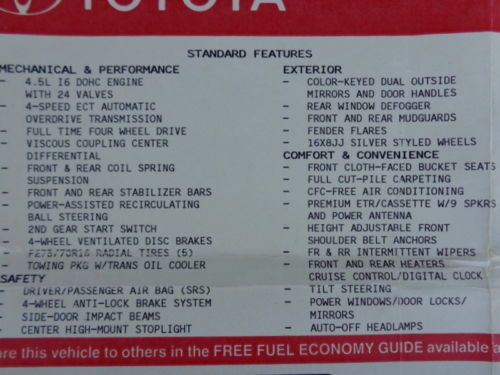 TOYOTA
STANDARD FEATURES
MECHANICAL & PERFORMANCE
- 4.5L I6 DOHC ENGINE
WITH 24 VALVES
- 4-SPEED ECT AUTOMATIC
OVERDRIVE TRANSMISSION
- FULL TIME FOUR WHEEL DRIVE
- VISCOUS COUPLING CENTER
DIFFERENTIAL
- FRONT & REAR COIL SPRING
SUSPENSION
- FRONT AND REAR STABILIZER BARS
- POWER-ASSISTED RECIRCULATING
BALL STEERING
- 2ND GEAR START SWITCH
- 4-WHEEL VENTILATED DISC BRAKES
- P275/70R16 RADIAL TIRES (5)
- TOWING PKG W/TRANS OIL COOLER
SAFETY
- DRIVER/PASSENGER AIR BAG (SRS)
- 4-WHEEL ANTI-LOCK BRAKE SYSTEM
- SIDE-DOOR IMPACT BEAMS
- CENTER HIGH-MOUNT STOPLIGHT
EXTERIOR
- COLOR-KEYED DUAL OUTSIDE
MIRRORS AND DOOR HANDLES
- REAR WINDOW DEFOGGER
- FRONT AND REAR MUDGUARDS
- FENDER FLARES
- 16X8JJ SILVER STYLED WHEELS
COMFORT & CONVENIENCE
- FRONT CLOTH-FACED BUCKET SEATS
- FULL CUT-PILE CARPETING
- CFC-FREE AIR CONDITIONING
- PREMIUM ETR/CASSETTE W/9 SPKRS
AND POWER ANTENNA
- HEIGHT ADJUSTABLE FRONT
SHOULDER BELT ANCHORS
- FR & RR INTERMITTENT WIPERS
- FRONT AND REAR HEATERS
- CRUISE CONTROL/DIGITAL CLOCK
- TILT STEERING
- POWER WINDOWS/DOOR LOCKS/
MIRRORS
- AUTO-OFF HEADLAMPS
this vehicle to others in the FREE FUEL ECONOMY GUIDE available